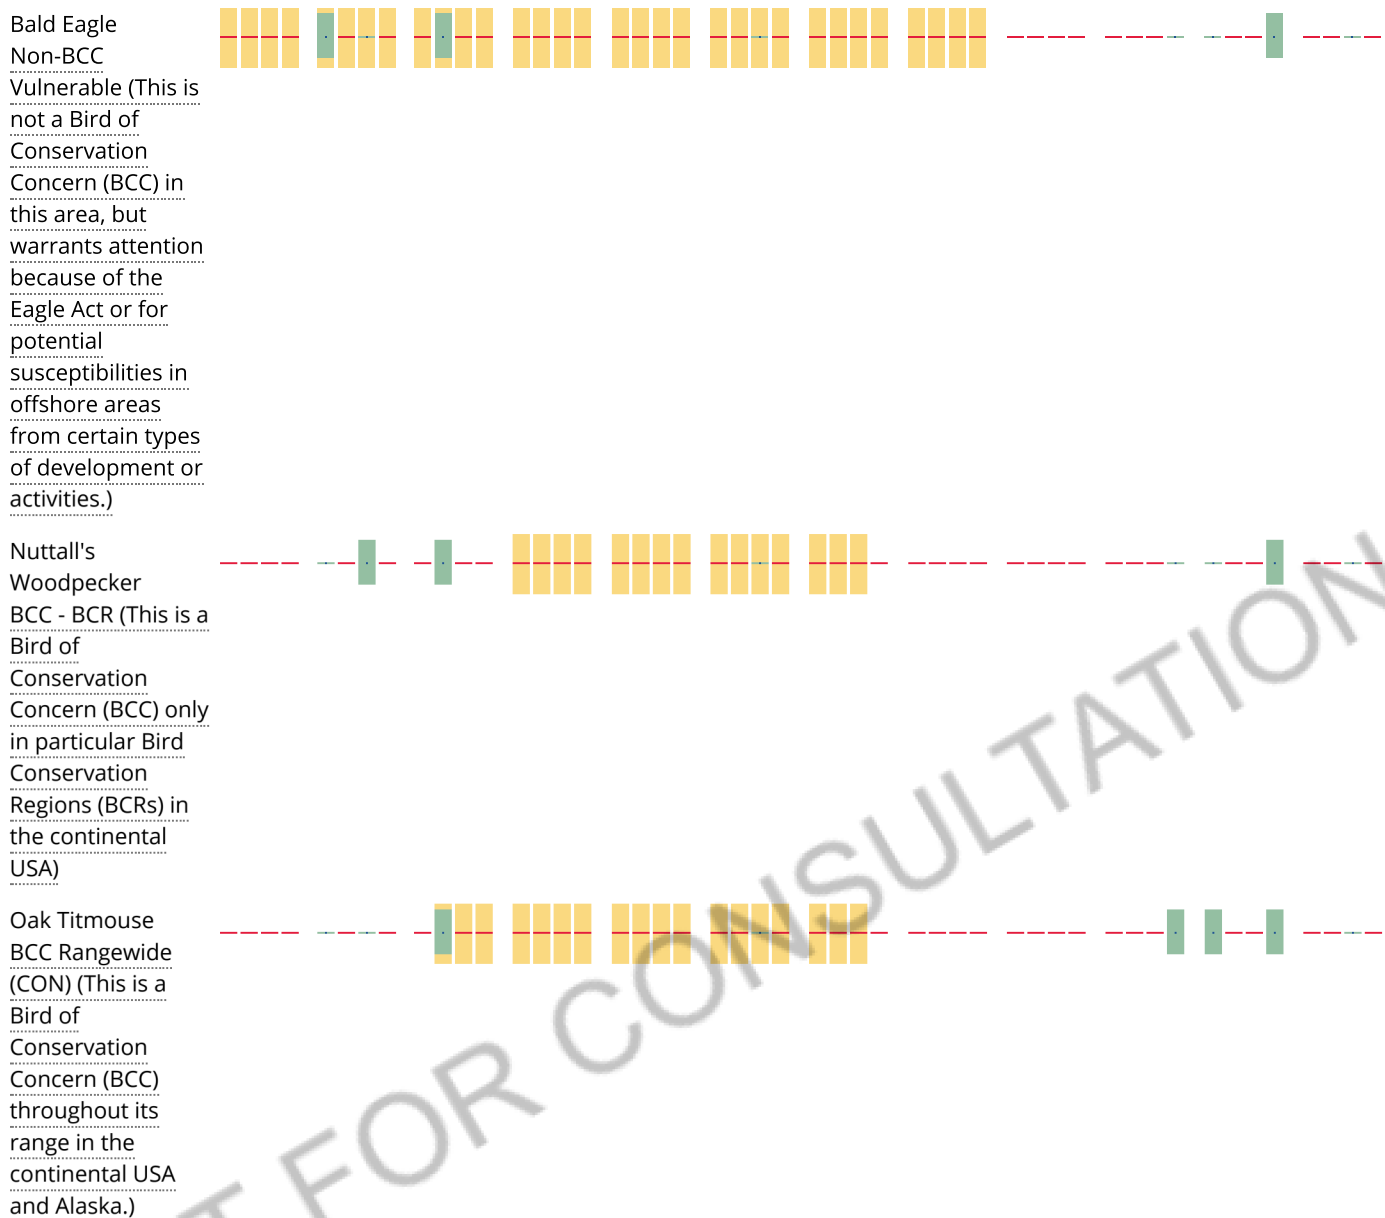 Bald Eagle
Non-BCC
Vulnerable (This is
not a Bird of
Conservation
Concern (BCC) in
this area, but
warrants attention
because of the
Eagle Act or for
potential
susceptibilities in
offshore areas
from certain types
of development or
activities.)
Nuttall's
Woodpecker
BCC - BCR (This is a
Bird of
Conservation
Concern (BCC) only
in particular Bird
Conservation
Regions (BCRs) in
the continental
USA)
Oak Titmouse
BCC Rangewide
(CON) (This is a
Bird of
Conservation
Concern (BCC)
throughout its
range in the
continental USA
and Alaska.)
T FOR CONSULTATION